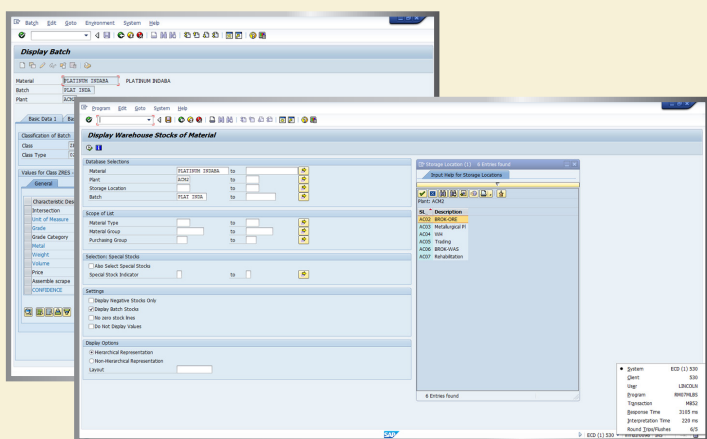 Batch Edit Goto Environment System Help
Display Batch
Material PLATINUM INDABA PLATINUM INDABA
Batch PLAT INDA
Plant ACM2
Basic Data 1
Classification of Batch
Class
Class Type
Values for Class ZRES -
General
Characteristic Des
Intersection
Unit of Measure
Grade
Grade Category
Metal
Weight
Volume
Price
Assemble scrape
CONFIDENCE
Program Edit Goto System Help
Display Warehouse Stocks of Material
Database Selections
Material PLATINUM INDABA to
Plant ACM2 to
Storage Location to
Batch PLAT INDA to
Scope of List
Material Type to
Material Group to
Purchasing Group to
Selection: Special Stocks
Also Select Special Stocks
Special Stock Indicator to
Settings
Display Negative Stocks Only
Display Batch Stocks
No zero stock lines
Do Not Display Values
Display Options
Hierarchical Representation
Non-Hierarchical Representation
Layout
Storage Location (1) 6 Entries found
Input Help for Storage Locations
Plant: ACM2
SL Description
AC02 BROK-ORE
AC03 Metallurgical Pl
AC04 VMI
AC05 Trading
AC06 BROK-WAS
AC07 Rehabilitation
6 Entries found
System ECD (1) 530
Client 530
User LINCOLN
Program RM07MLBS
Transaction MB52
Response Time 3105 ms
Interpretation Time 220 ms
Round Trips/Flushes 6/5
SAP
ECD (1) 530